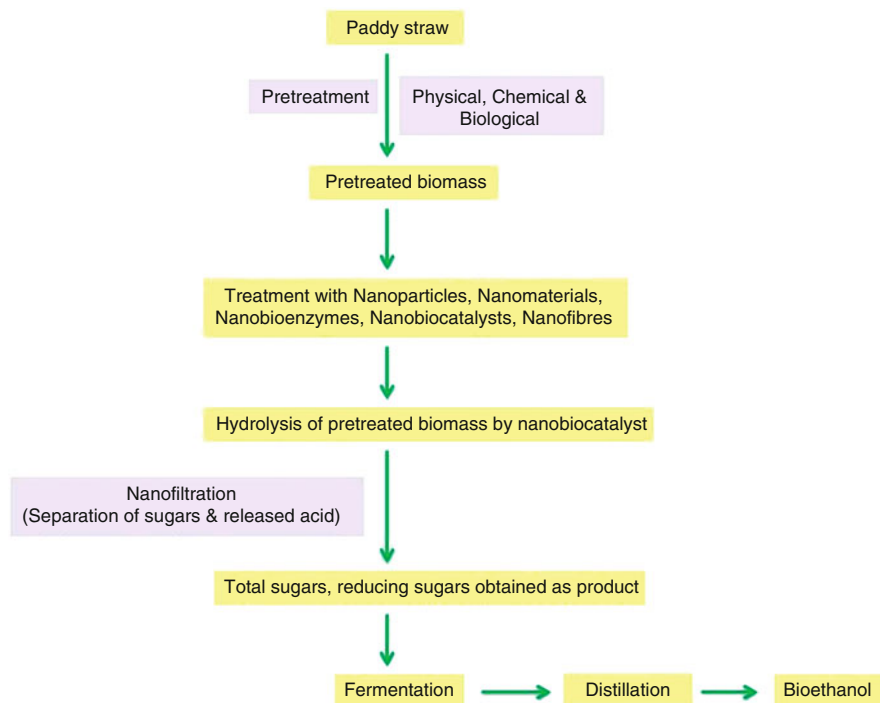 Paddy straw
Pretreatment
Physical, Chemical &
Biological
Pretreated biomass
Treatment with Nanoparticles, Nanomaterials,
Nanobioenzymes, Nanobiocatalysts, Nanofibres
Hydrolysis of pretreated biomass by nanobiocatalyst
Nanofiltration
(Separation of sugars & released acid)
Total sugars, reducing sugars obtained as product
Fermentation
Distillation
Bioethanol